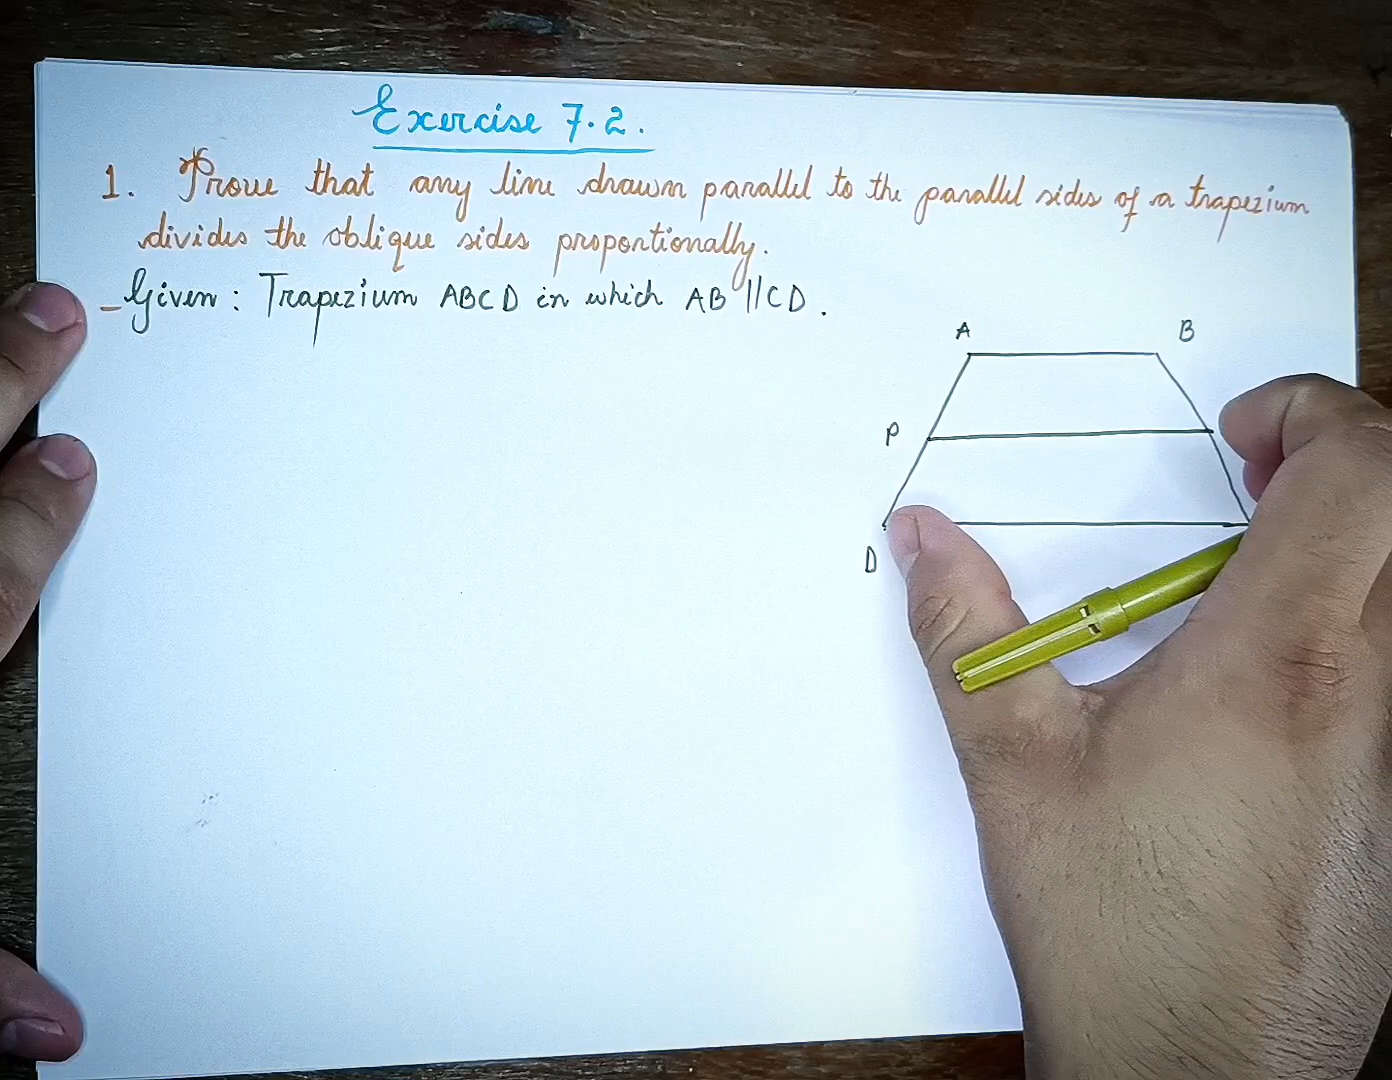 Exercise 7.2.
1. Prove that any line drawn parallel to the parallel sides of a trapezium
divides the oblique sides proportionally.
Given : Trapezium ABCD in which AB || CD.
A B
P
D